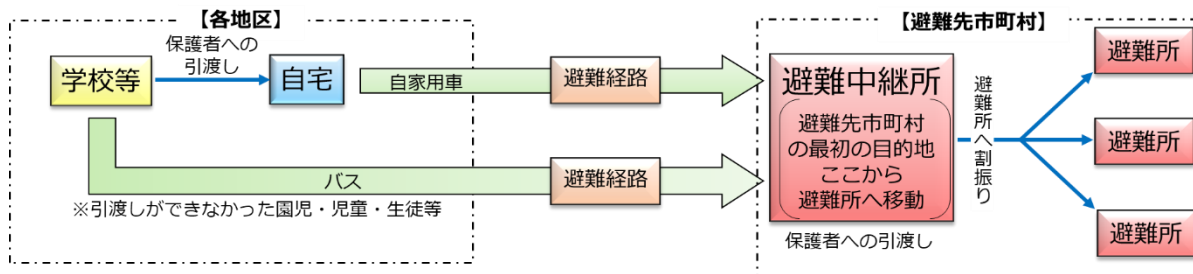 【各地区】
【避難先市町村】
保護者への
引渡し
学校等
自宅
自家用車
避難経路
バス
避難経路
※引渡しができなかった園児・児童・生徒等
避難中継所
避難先市町村
の最初の目的地
ここから
避難所へ移動
保護者への引渡し
避難所へ割振り
避難所
避難所
避難所